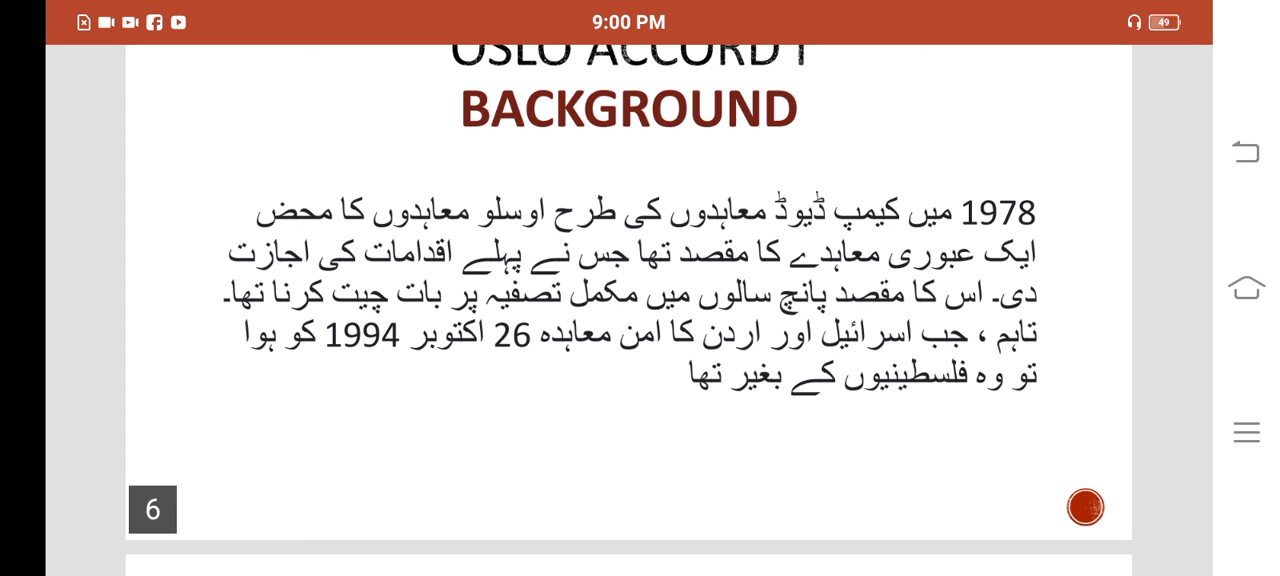 9:00 PM
49
OSLO ACCORD I
BACKGROUND
1978 میں کیمپ ڈیوڈ معاہدوں کی طرح اوسلو معاہدوں کا محض
ایک عبوری معاہدے کا مقصد تھا جس نے پہلے اقدامات کی اجازت
دی۔ اس کا مقصد پانچ سالوں میں مکمل تصفیہ پر بات چیت کرنا تھا۔
تاہم ، جب اسرائیل اور اردن کا امن معاہدہ 26 اکتوبر 1994 کو ہوا
تو وہ فلسطینیوں کے بغیر تھا
6